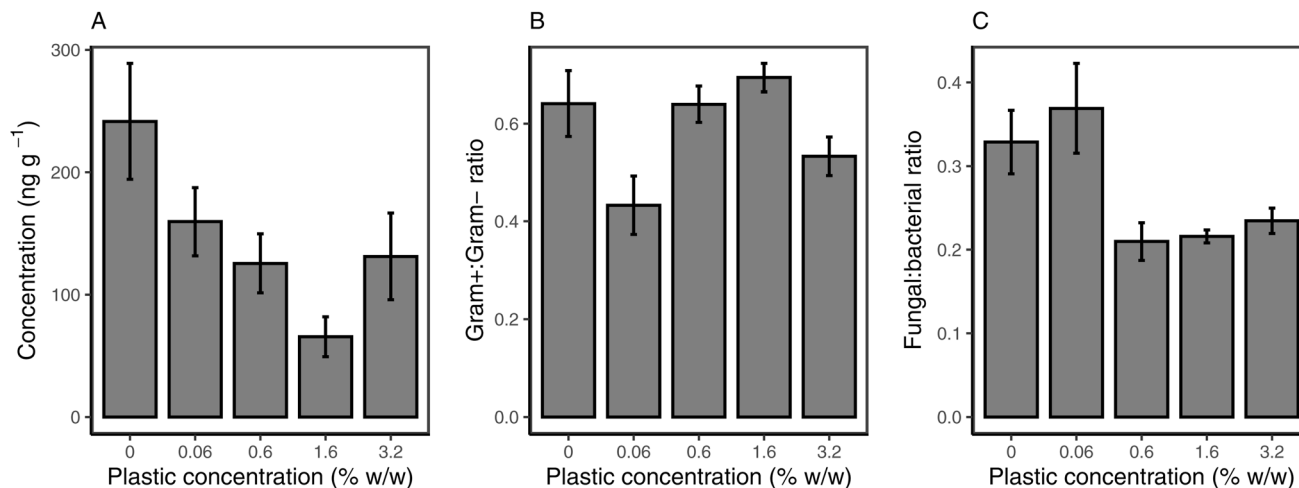 A
Concentration (ng g −1)
300
200
100
0
0 0.06 0.6 1.6 3.2
Plastic concentration (% w/w)
B
Gram+:Gram− ratio
0.6
0.4
0.2
0.0
0 0.06 0.6 1.6 3.2
Plastic concentration (% w/w)
C
Fungal:bacterial ratio
0.4
0.3
0.2
0.1
0.0
0 0.06 0.6 1.6 3.2
Plastic concentration (% w/w)